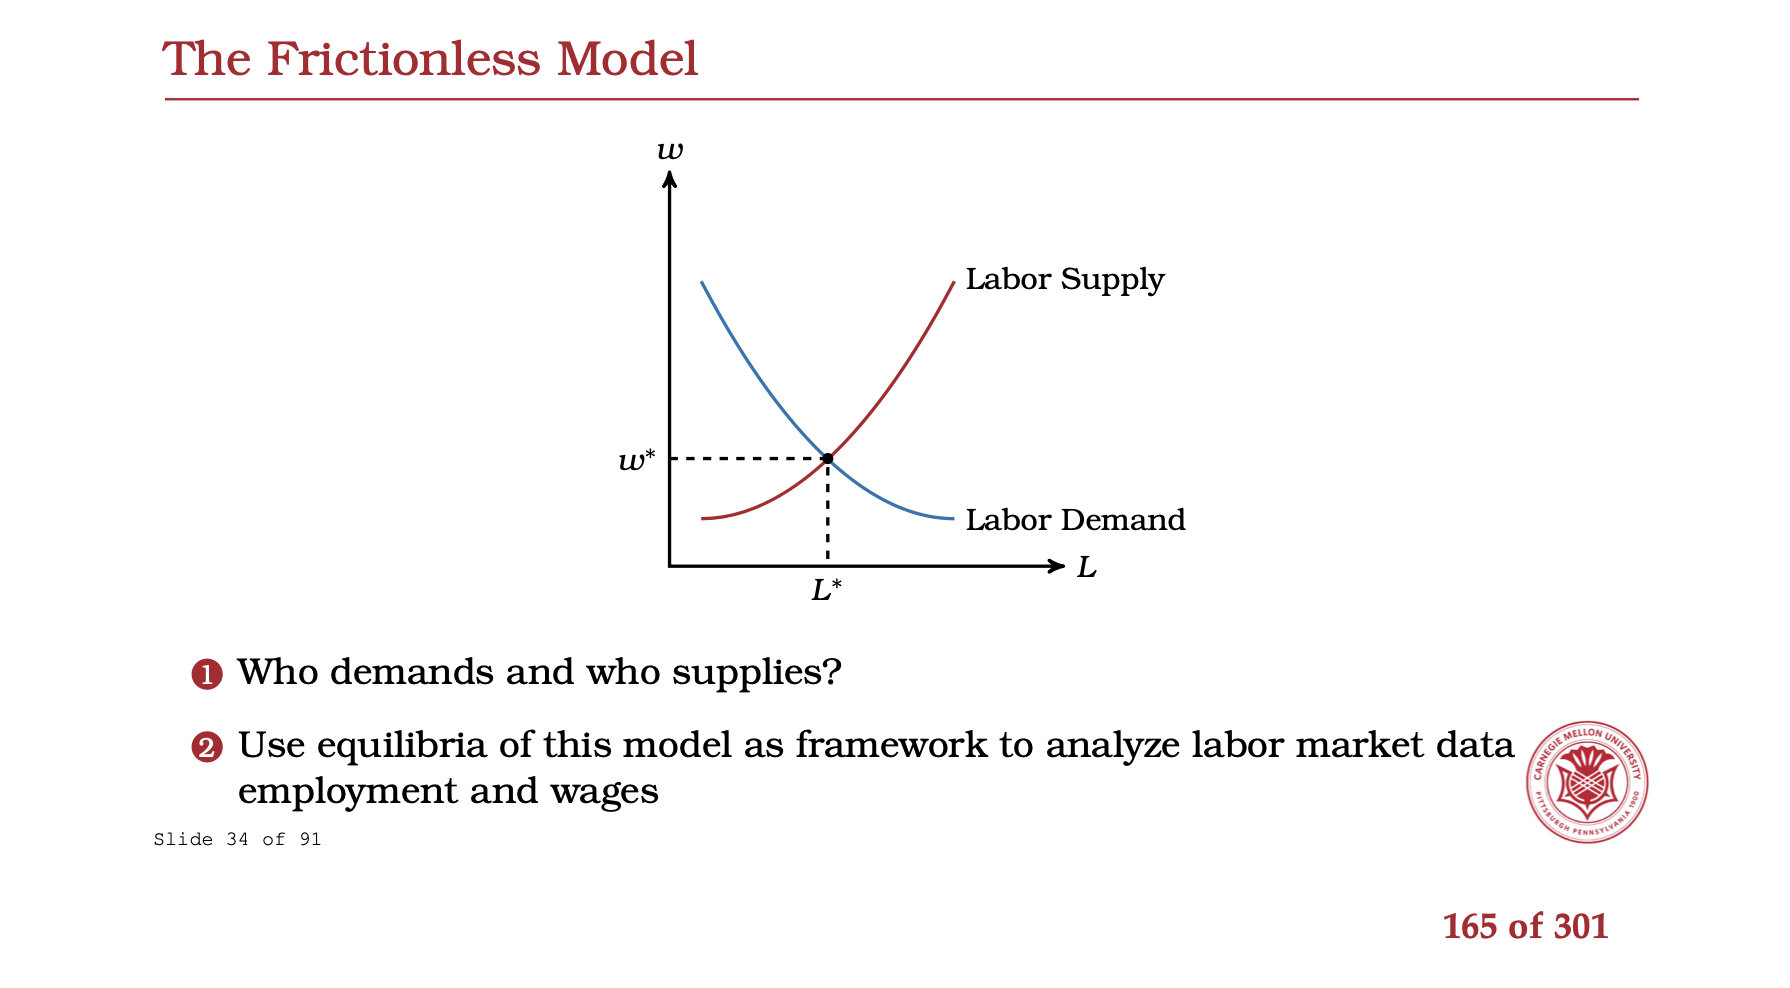 The Frictionless Model
w
Labor Supply
w*
Labor Demand
L
L*
1 Who demands and who supplies?
2 Use equilibria of this model as framework to analyze labor market data
employment and wages
CARNEGIE MELLON UNIVERSITY
PITTSBURGH PENNSYLVANIA 1900
Slide 34 of 91
165 of 301